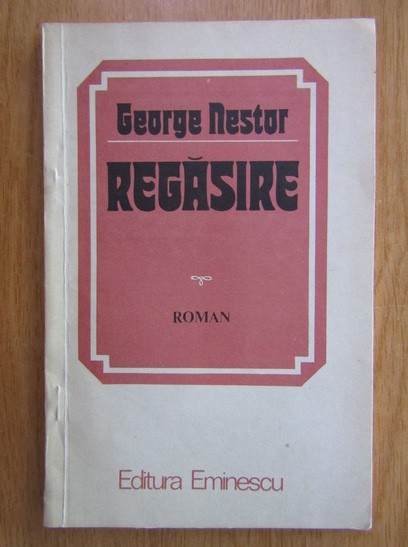 George Nestor
REGĂSIRE
ROMAN
Editura Eminescu